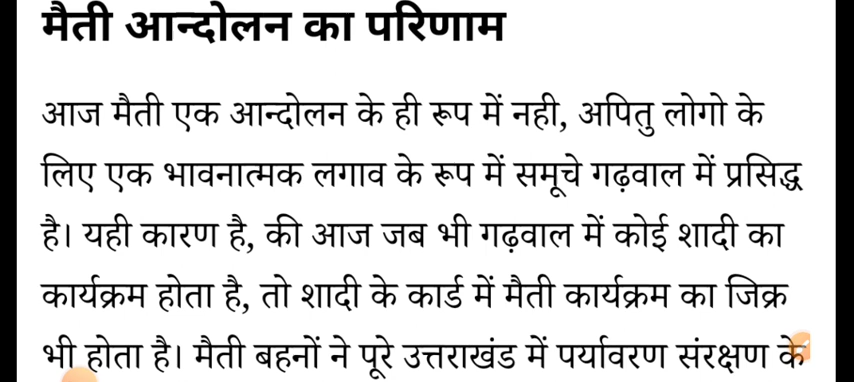 मैती आन्दोलन का परिणाम
आज मैती एक आन्दोलन के ही रूप में नही, अपितु लोगो के
लिए एक भावनात्मक लगाव के रूप में समूचे गढ़वाल में प्रसिद्ध
है। यही कारण है, की आज जब भी गढ़वाल में कोई शादी का
कार्यक्रम होता है, तो शादी के कार्ड में मैती कार्यक्रम का जिक्र
भी होता है। मैती बहनों ने पूरे उत्तराखंड में पर्यावरण संरक्षण के